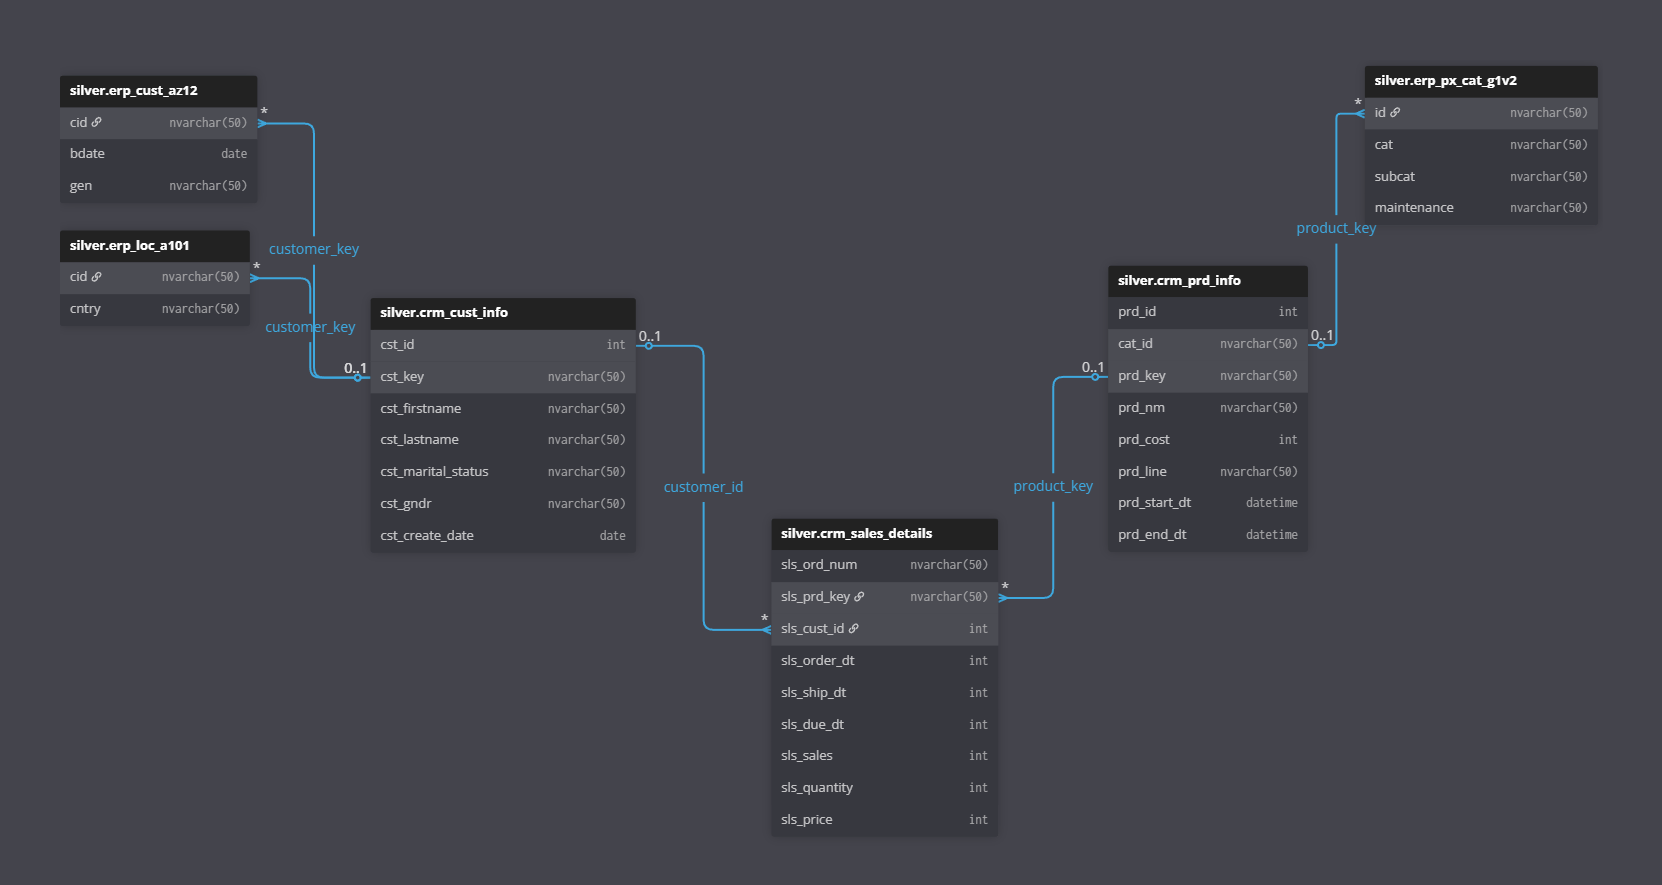 silver.erp_cust_az12
cid nvarchar(50)
bdate date
gen nvarchar(50)
*
customer_key
silver.erp_loc_a101
cid nvarchar(50)
cntry nvarchar(50)
*
customer_key
0..1
silver.crm_cust_info
cst_id int
cst_key nvarchar(50)
cst_firstname nvarchar(50)
cst_lastname nvarchar(50)
cst_marital_status nvarchar(50)
cst_gndr nvarchar(50)
cst_create_date date
0..1
customer_id
*
silver.crm_sales_details
sls_ord_num nvarchar(50)
sls_prd_key nvarchar(50)
sls_cust_id int
sls_order_dt int
sls_ship_dt int
sls_due_dt int
sls_sales int
sls_quantity int
sls_price int
*
product_key
0..1
silver.crm_prd_info
prd_id int
cat_id nvarchar(50)
prd_key nvarchar(50)
prd_nm nvarchar(50)
prd_cost int
prd_line nvarchar(50)
prd_start_dt datetime
prd_end_dt datetime
0..1
product_key
*
silver.erp_px_cat_g1v2
id nvarchar(50)
cat nvarchar(50)
subcat nvarchar(50)
maintenance nvarchar(50)